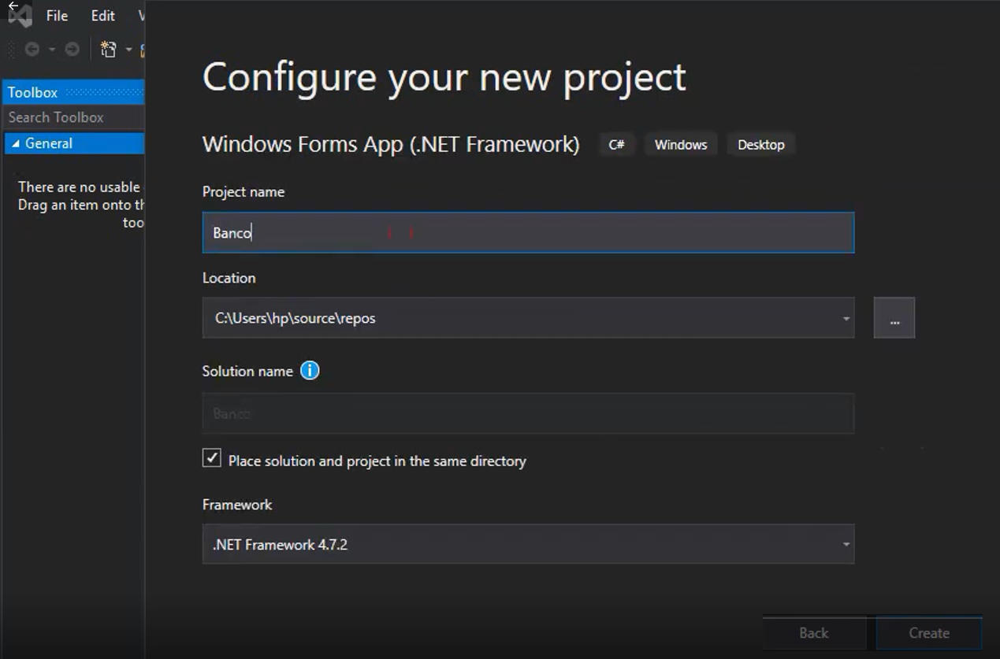 File Edit
Toolbox
Search Toolbox
General
There are no usable
Drag an item onto th
too
Configure your new project
Windows Forms App (.NET Framework) C# Windows Desktop
Project name
Banco
Location
C:\Users\hp\source\repos
...
Solution name
Banco
Place solution and project in the same directory
Framework
.NET Framework 4.7.2
Back Create